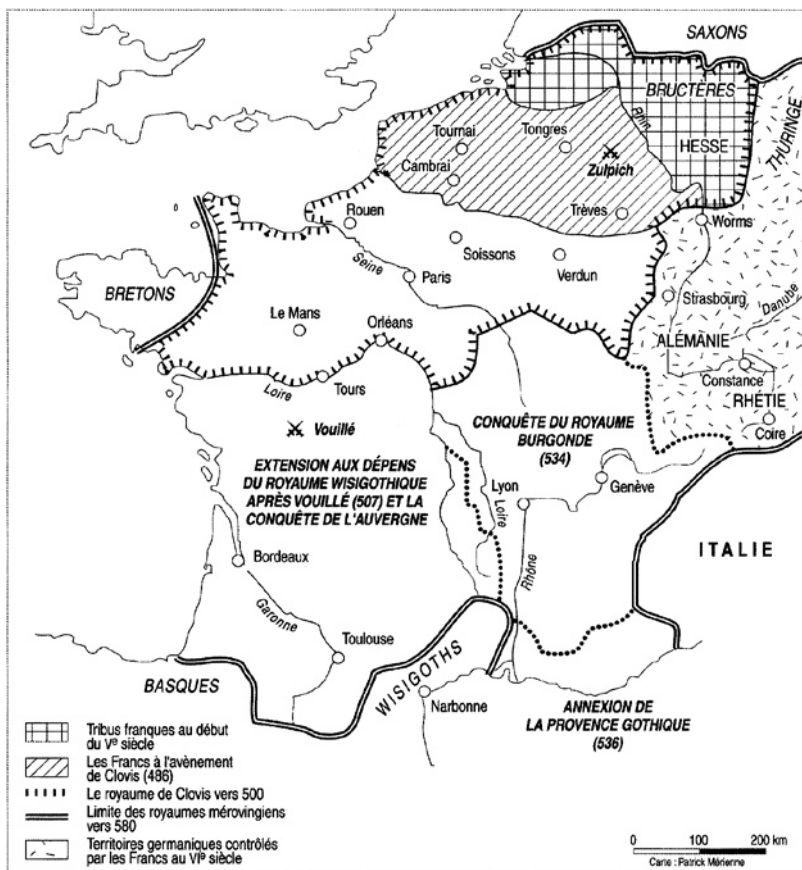 SAXONS
BRUCTÈRES
HESSE
THURINGE
Rhin
Tournai
Tongres
Cambrai
Zulpich
Trèves
Worms
Rouen
Soissons
Verdun
Seine
Paris
Strasbourg
Danube
BRETONS
Le Mans
Orléans
ALÉMANIE
Constance
RHÉTIE
Coire
Loire
Tours
Vouillé
CONQUÊTE DU ROYAUME
BURGONDE
(534)
EXTENSION AUX DÉPENS
DU ROYAUME WISIGOTHIQUE
APRÈS VOUILLÉ (507) ET LA
CONQUÊTE DE L'AUVERGNE
Lyon
Loire
Genève
Rhône
ITALIE
Bordeaux
Garonne
Toulouse
BASQUES
WISIGOTHS
Narbonne
ANNEXION DE
LA PROVENCE GOTHIQUE
(536)
Tribus franques au début
du Ve siècle
Les Francs à l'avènement
de Clovis (486)
Le royaume de Clovis vers 500
Limite des royaumes mérovingiens
vers 580
Territoires germaniques contrôlés
par les Francs au VIe siècle
0 100 200 km
Carte : Patrick Mérienne